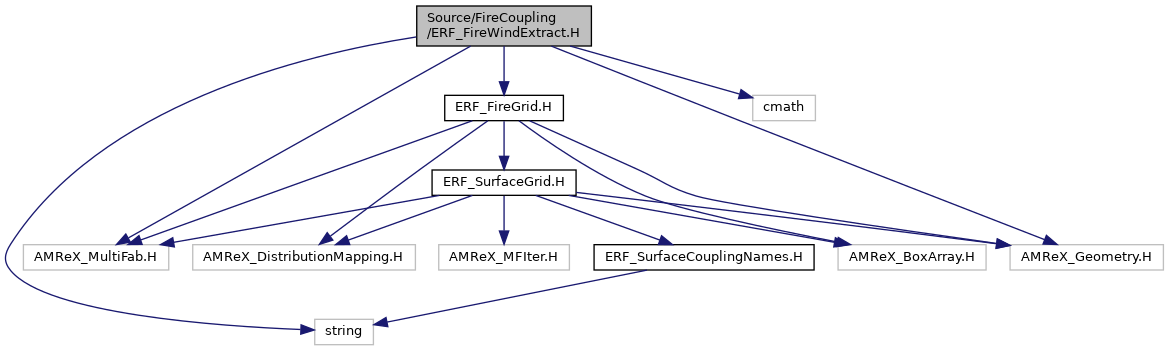 Source/FireCoupling
/ERF_FireWindExtract.H
ERF_FireGrid.H
cmath
ERF_SurfaceGrid.H
AMReX_MultiFab.H
AMReX_DistributionMapping.H
AMReX_MFIter.H
ERF_SurfaceCouplingNames.H
AMReX_BoxArray.H
AMReX_Geometry.H
string